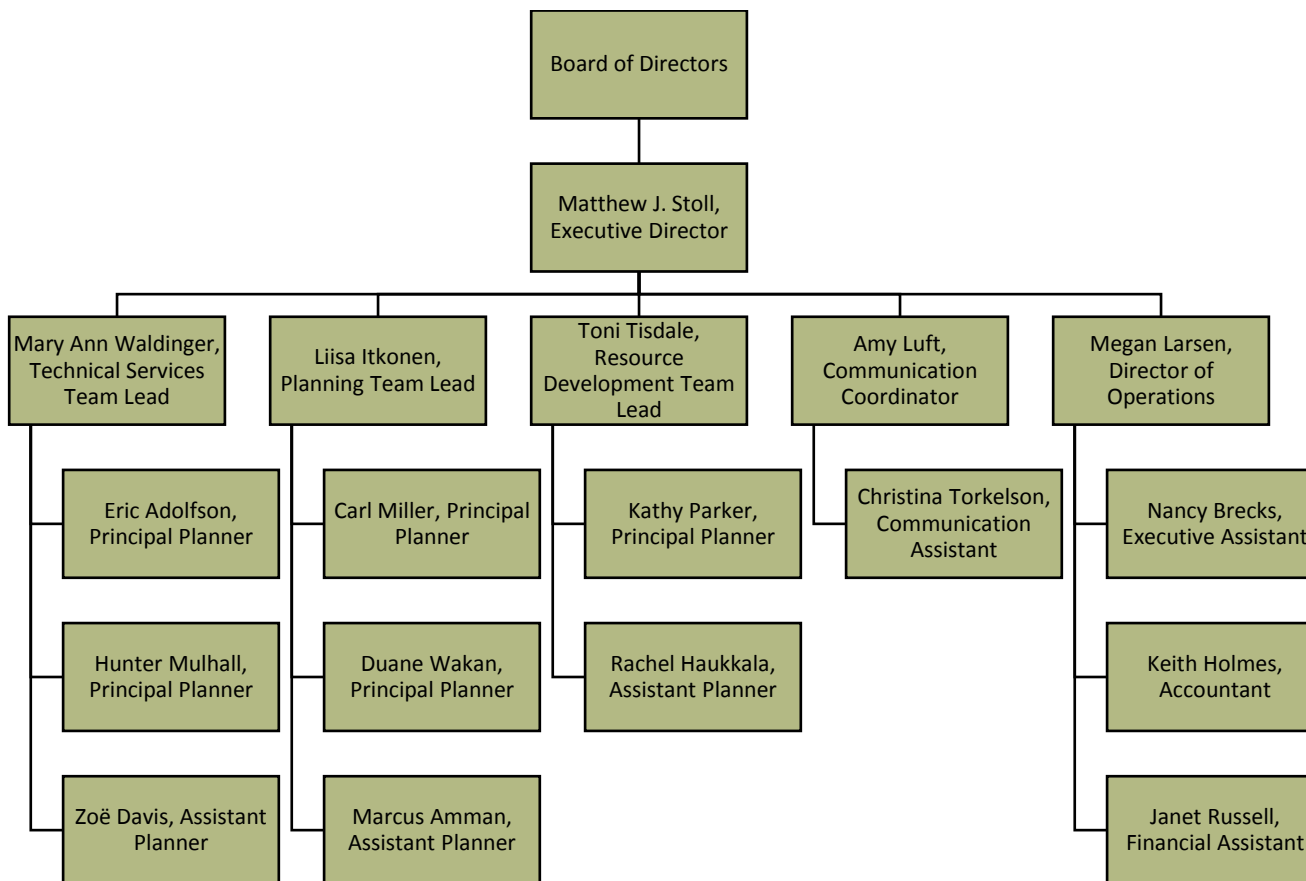 Board of Directors
Matthew J. Stoll,
Executive Director
Mary Ann Waldinger,
Technical Services
Team Lead
Liisa Itkonen,
Planning Team Lead
Toni Tisdale,
Resource
Development Team
Lead
Amy Luft,
Communication
Coordinator
Megan Larsen,
Director of
Operations
Eric Adolfson,
Principal Planner
Carl Miller, Principal
Planner
Kathy Parker,
Principal Planner
Christina Torkelson,
Communication
Assistant
Nancy Brecks,
Executive Assistant
Hunter Mulhall,
Principal Planner
Duane Wakan,
Principal Planner
Rachel Haukkala,
Assistant Planner
Keith Holmes,
Accountant
Zoë Davis, Assistant
Planner
Marcus Amman,
Assistant Planner
Janet Russell,
Financial Assistant